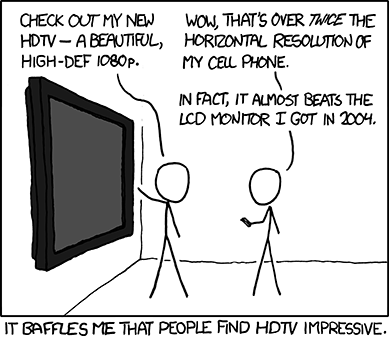 CHECK OUT MY NEW
HDTV — A BEAUTIFUL,
HIGH-DEF 1080p.
WOW, THAT'S OVER TWICE THE
HORIZONTAL RESOLUTION OF
MY CELL PHONE.
IN FACT, IT ALMOST BEATS THE
LCD MONITOR I GOT IN 2004.
IT BAFFLES ME THAT PEOPLE FIND HDTV IMPRESSIVE.